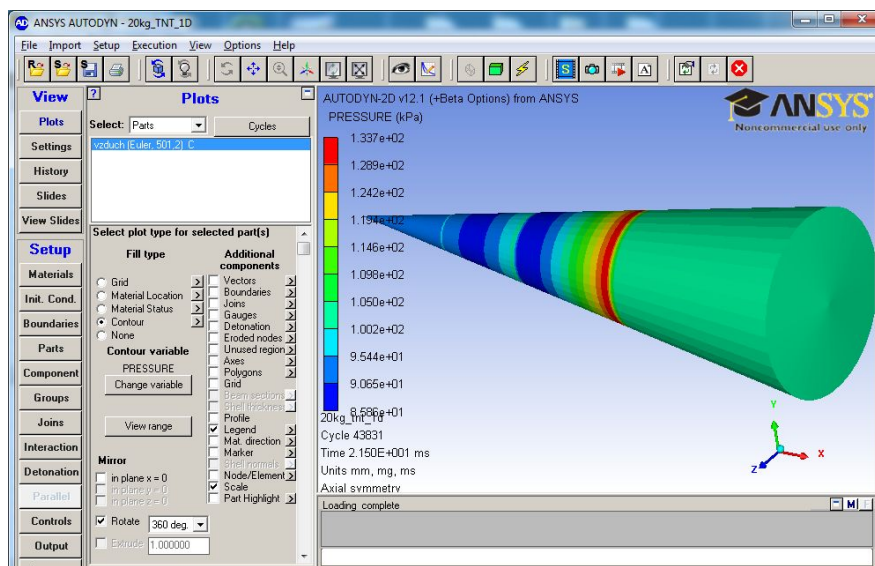 ANSYS AUTODYN - 20kg_TNT_1D
File Import Setup Execution View Options Help
View
Plots
Settings
History
Slides
View Slides
Setup
Materials
Init. Cond.
Boundaries
Parts
Component
Groups
Joins
Interaction
Detonation
Parallel
Controls
Output
Plots
Select: Parts
Cycles
vzduch (Euler, 501,2) C
Select plot type for selected part(s)
Fill type
Grid
Material Location
Material Status
Contour
None
Contour variable
PRESSURE
Change variable
View range
Mirror
in plane x = 0
in plane y = 0
in plane z = 0
Rotate 360 deg.
Extrude 1.000000
Additional
components
Vectors
Boundaries
Joins
Gauges
Detonation
Eroded nodes
Unused region
Axes
Polygons
Grid
Beam sections
Shell thickness
Profile
Legend
Mat. direction
Marker
Shell normals
Node/Element
Scale
Part Highlight
AUTODYN-2D v12.1 (+Beta Options) from ANSYS
PRESSURE (kPa)
1.337e+02
1.289e+02
1.242e+02
1.194e+02
1.146e+02
1.098e+02
1.050e+02
1.002e+02
9.544e+01
9.065e+01
8.586e+01
20kg_tnt_1d
Cycle 43831
Time 2.150E+001 ms
Units mm, mg, ms
Axial symmetry
ANSYS
Noncommercial use only
Y
X
Z
Loading complete
M